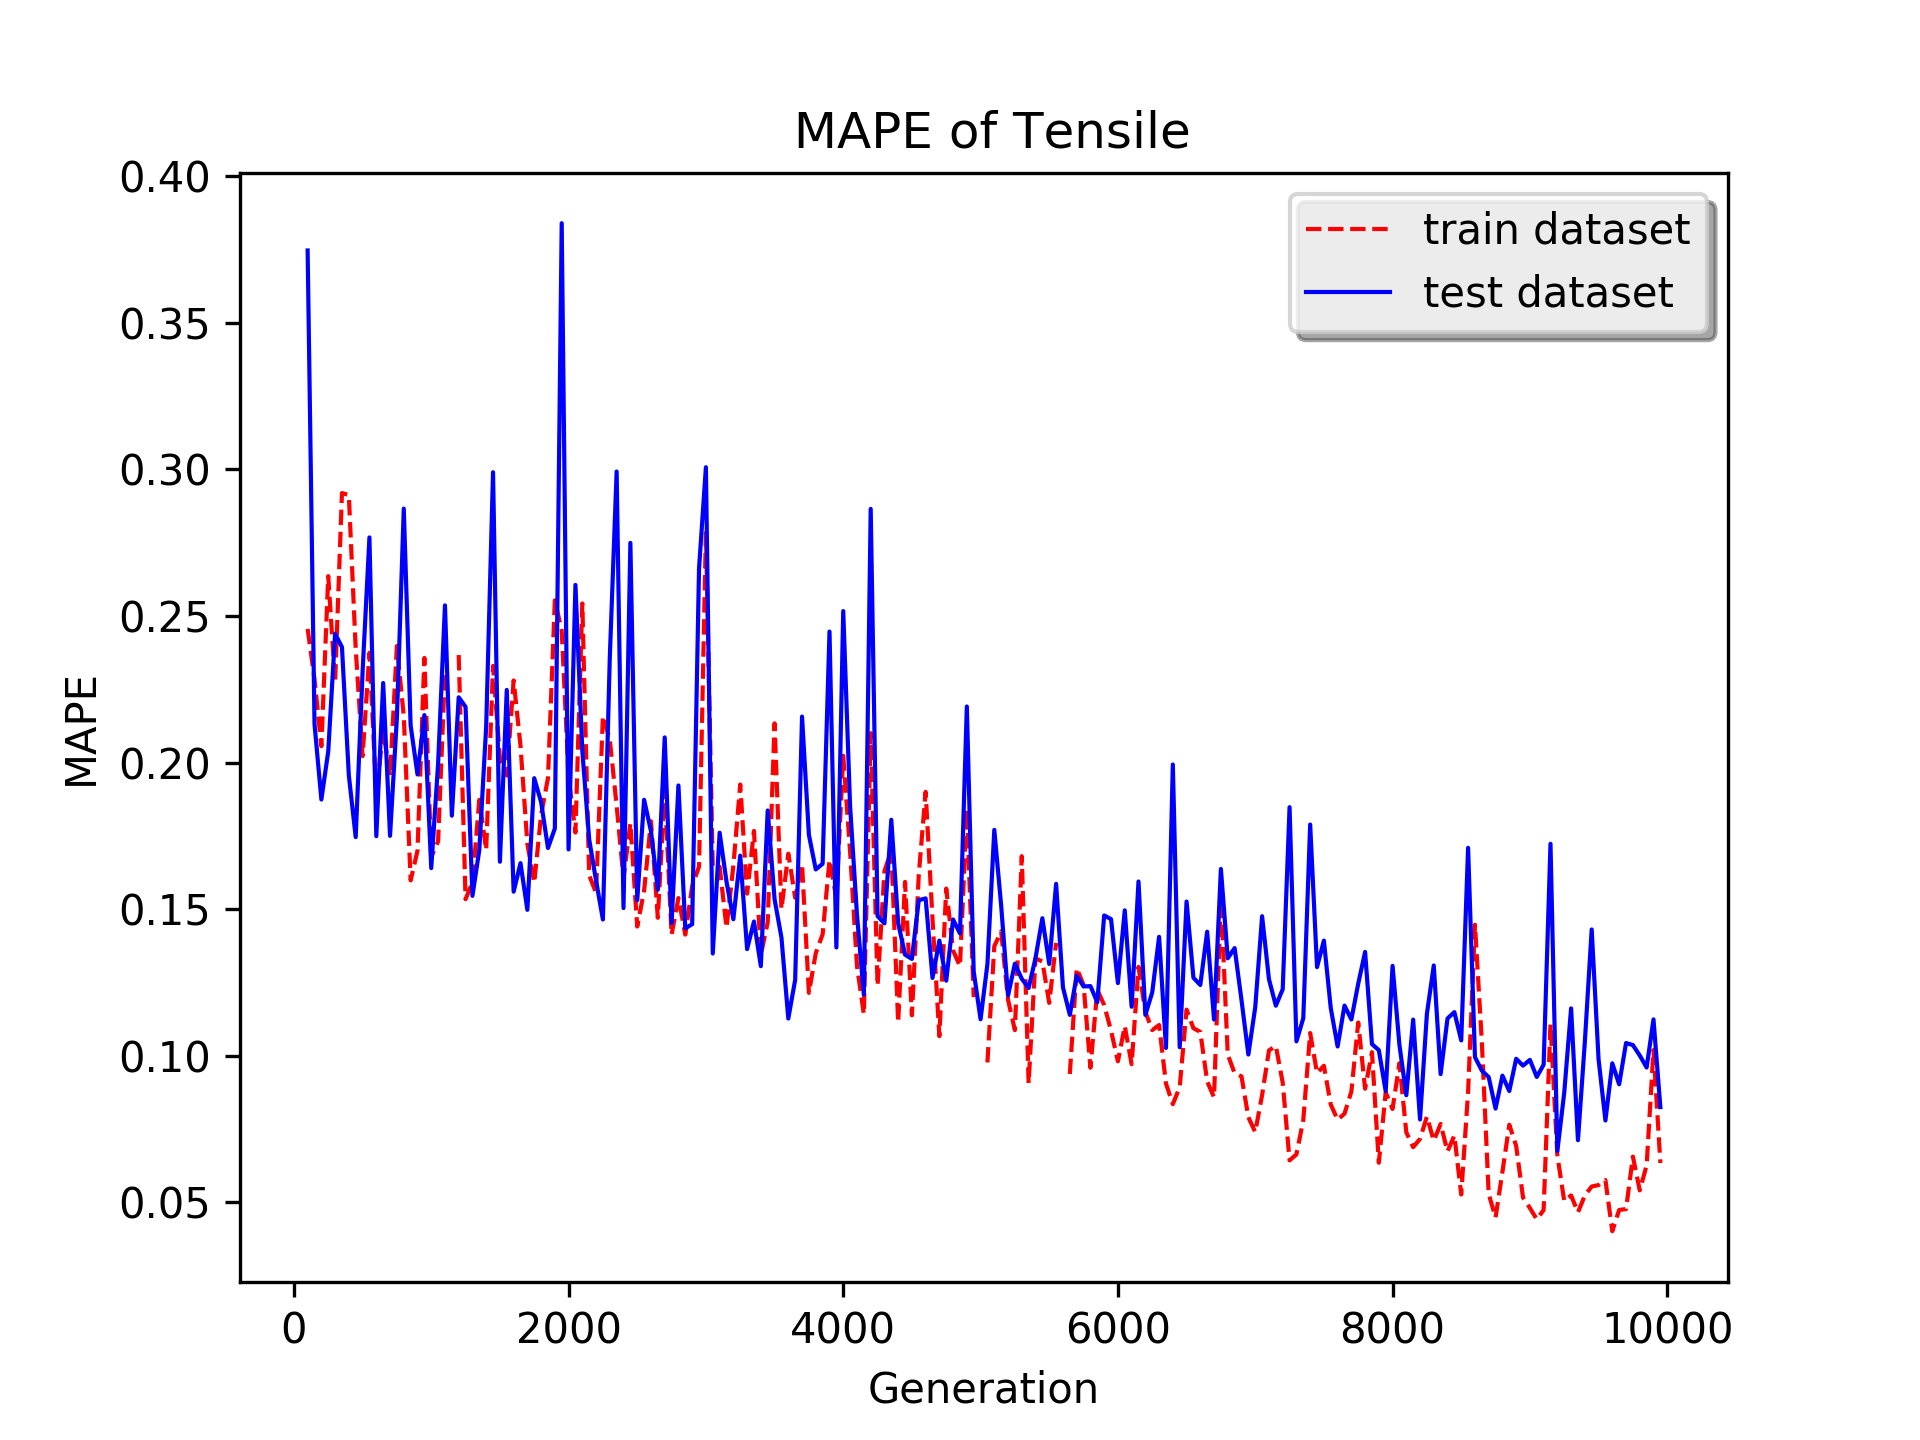 MAPE of Tensile
0.40
0.35
0.30
0.25
0.20
0.15
0.10
0.05
MAPE
train dataset
test dataset
0 2000 4000 6000 8000 10000
Generation